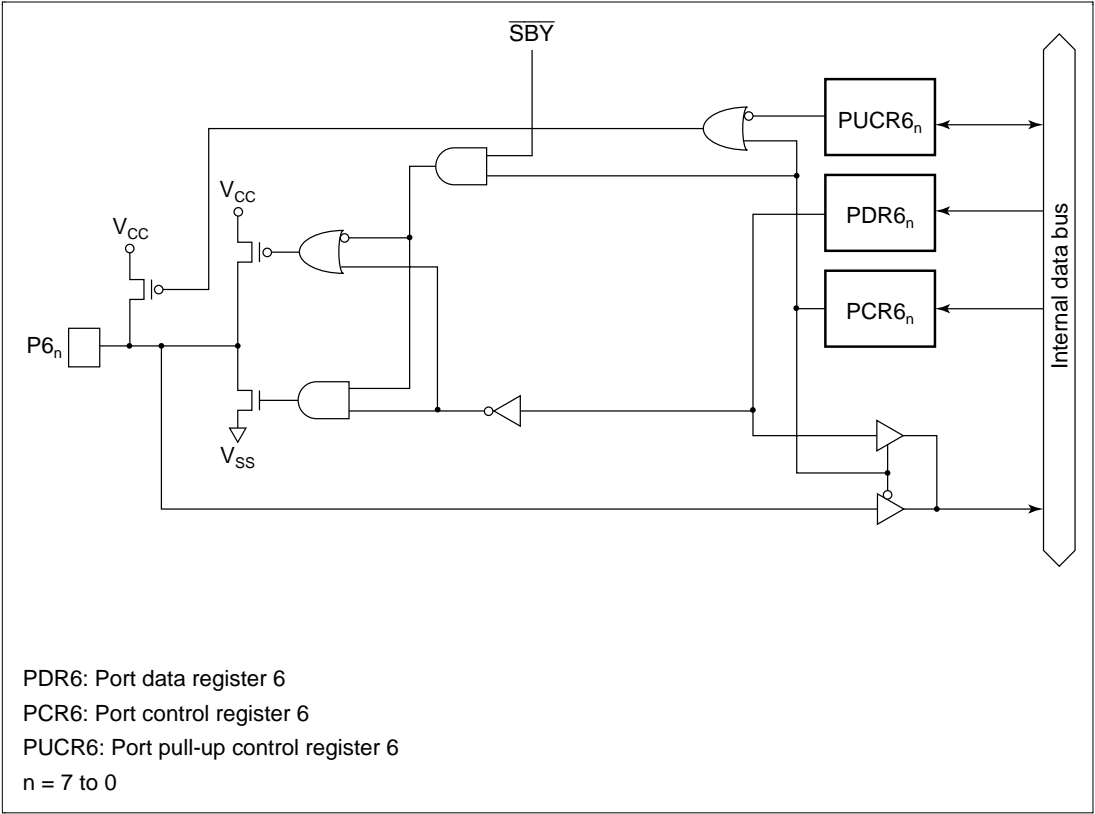 SBY
PUCR6n
VCC
PDR6n
VCC
Internal data bus
PCR6n
P6n
VSS
PDR6: Port data register 6
PCR6: Port control register 6
PUCR6: Port pull-up control register 6
n = 7 to 0